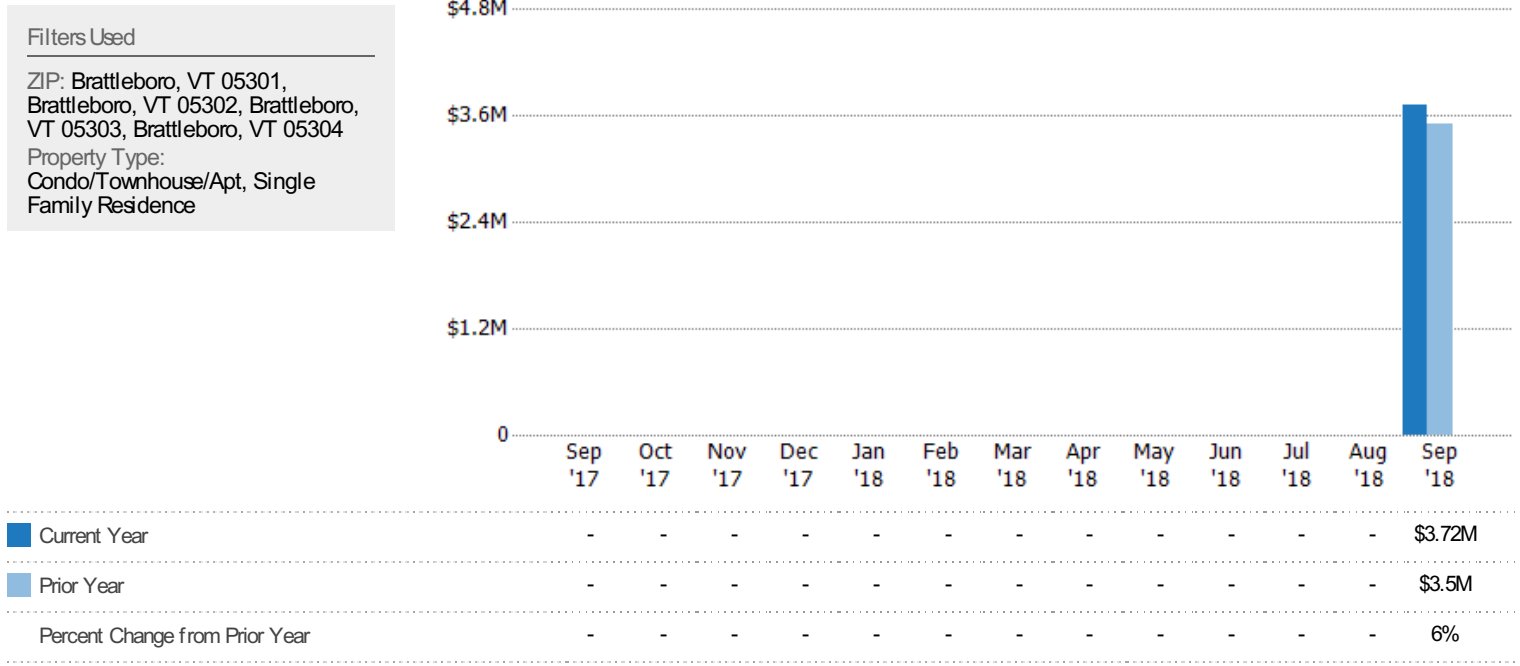 Filters Used
ZIP: Brattleboro, VT 05301,
Brattleboro, VT 05302, Brattleboro,
VT 05303, Brattleboro, VT 05304
Property Type:
Condo/Townhouse/Apt, Single
Family Residence
$4.8M
$3.6M
$2.4M
$1.2M
0
Sep Oct Nov Dec Jan Feb Mar Apr May Jun Jul Aug Sep
'17 '17 '17 '17 '18 '18 '18 '18 '18 '18 '18 '18 '18
Current Year - - - - - - - - - - - - $3.72M
Prior Year - - - - - - - - - - - - $3.5M
Percent Change from Prior Year - - - - - - - - - - - - 6%